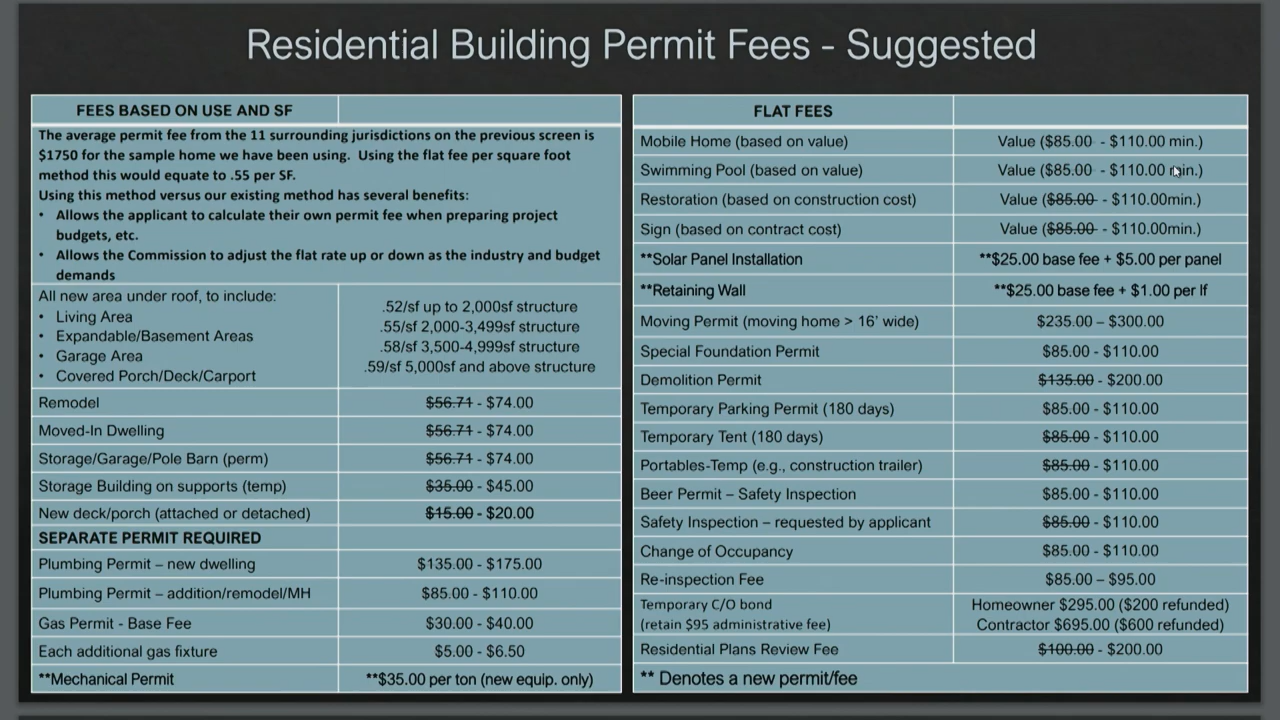 Residential Building Permit Fees - Suggested
FEES BASED ON USE AND SF
The average permit fee from the 11 surrounding jurisdictions on the previous screen is
$1750 for the sample home we have been using. Using the flat fee per square foot
method this would equate to .55 per SF.
Using this method versus our existing method has several benefits:
• Allows the applicant to calculate their own permit fee when preparing project
budgets, etc.
• Allows the Commission to adjust the flat rate up or down as the industry and budget
demands
All new area under roof, to include:
• Living Area
• Expandable/Basement Areas
• Garage Area
• Covered Porch/Deck/Carport
.52/sf up to 2,000sf structure
.55/sf 2,000-3,499sf structure
.58/sf 3,500-4,999sf structure
.59/sf 5,000sf and above structure
Remodel $56.71 - $74.00
Moved-In Dwelling $56.71 - $74.00
Storage/Garage/Pole Barn (perm) $56.71 - $74.00
Storage Building on supports (temp) $35.00 - $45.00
New deck/porch (attached or detached) $15.00 - $20.00
SEPARATE PERMIT REQUIRED
Plumbing Permit – new dwelling $135.00 - $175.00
Plumbing Permit – addition/remodel/MH $85.00 - $110.00
Gas Permit - Base Fee $30.00 - $40.00
Each additional gas fixture $5.00 - $6.50
**Mechanical Permit **$35.00 per ton (new equip. only)
FLAT FEES
Mobile Home (based on value) Value ($85.00 - $110.00 min.)
Swimming Pool (based on value) Value ($85.00 - $110.00 min.)
Restoration (based on construction cost) Value ($85.00 - $110.00min.)
Sign (based on contract cost) Value ($85.00 - $110.00min.)
**Solar Panel Installation **$25.00 base fee + $5.00 per panel
**Retaining Wall **$25.00 base fee + $1.00 per lf
Moving Permit (moving home > 16' wide) $235.00 – $300.00
Special Foundation Permit $85.00 - $110.00
Demolition Permit $135.00 - $200.00
Temporary Parking Permit (180 days) $85.00 - $110.00
Temporary Tent (180 days) $85.00 - $110.00
Portables-Temp (e.g., construction trailer) $85.00 - $110.00
Beer Permit – Safety Inspection $85.00 - $110.00
Safety Inspection – requested by applicant $85.00 - $110.00
Change of Occupancy $85.00 - $110.00
Re-inspection Fee $85.00 – $95.00
Temporary C/O bond Homeowner $295.00 ($200 refunded)
(retain $95 administrative fee) Contractor $695.00 ($600 refunded)
Residential Plans Review Fee $100.00 - $200.00
** Denotes a new permit/fee